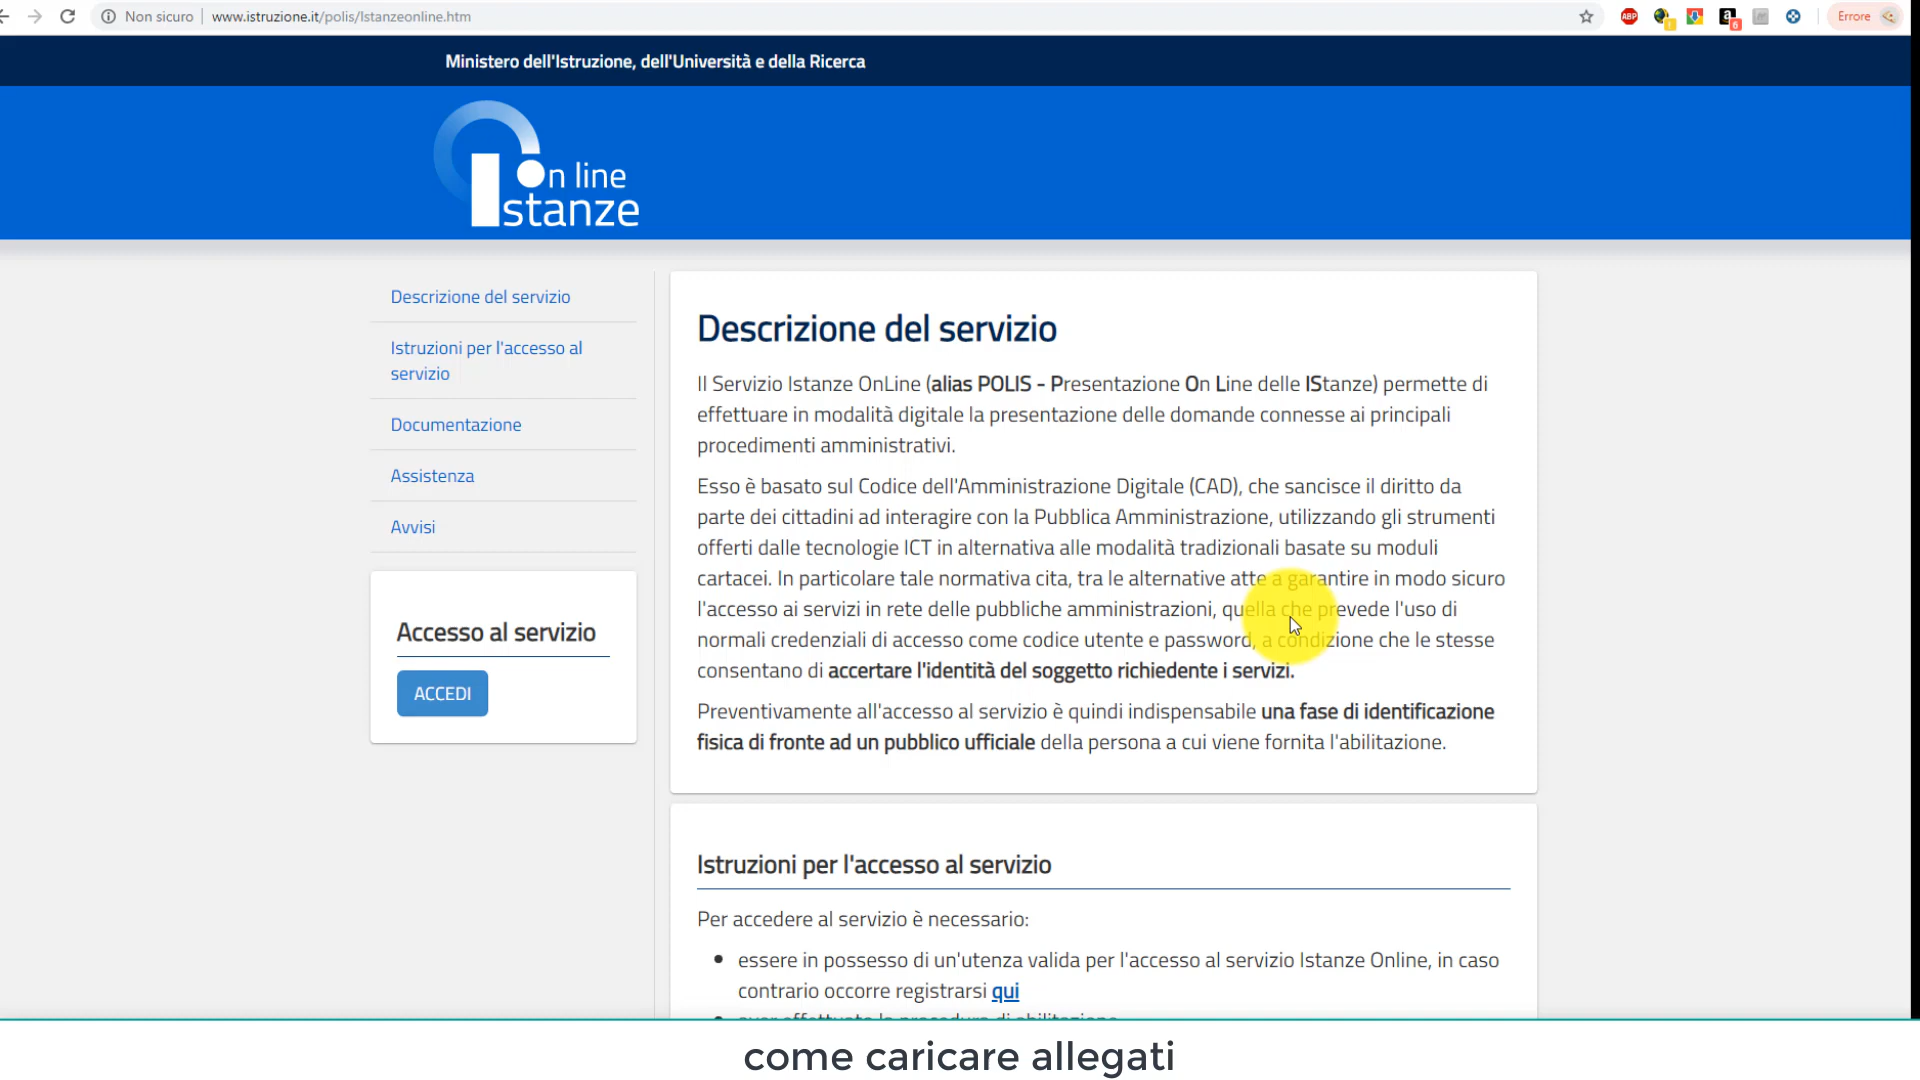 Non sicuro
www.istruzione.it/polis/Istanzeonline.htm
ABP
Errore
Ministero dell'Istruzione, dell'Università e della Ricerca
On line
Istanze
Descrizione del servizio
Istruzioni per l'accesso al
servizio
Documentazione
Assistenza
Avvisi
Accesso al servizio
ACCEDI
Descrizione del servizio
Il Servizio Istanze OnLine (alias POLIS - Presentazione On Line delle IStanze) permette di
effettuare in modalità digitale la presentazione delle domande connesse ai principali
procedimenti amministrativi.
Esso è basato sul Codice dell'Amministrazione Digitale (CAD), che sancisce il diritto da
parte dei cittadini ad interagire con la Pubblica Amministrazione, utilizzando gli strumenti
offerti dalle tecnologie ICT in alternativa alle modalità tradizionali basate su moduli
cartacei. In particolare tale normativa cita, tra le alternative atte a garantire in modo sicuro
l'accesso ai servizi in rete delle pubbliche amministrazioni, quella che prevede l'uso di
normali credenziali di accesso come codice utente e password, a condizione che le stesse
consentano di accertare l'identità del soggetto richiedente i servizi.
Preventivamente all'accesso al servizio è quindi indispensabile una fase di identificazione
fisica di fronte ad un pubblico ufficiale della persona a cui viene fornita l'abilitazione.
Istruzioni per l'accesso al servizio
Per accedere al servizio è necessario:
essere in possesso di un'utenza valida per l'accesso al servizio Istanze Online, in caso
contrario occorre registrarsi qui
aver effettuato la procedura di abilitazione
come caricare allegati